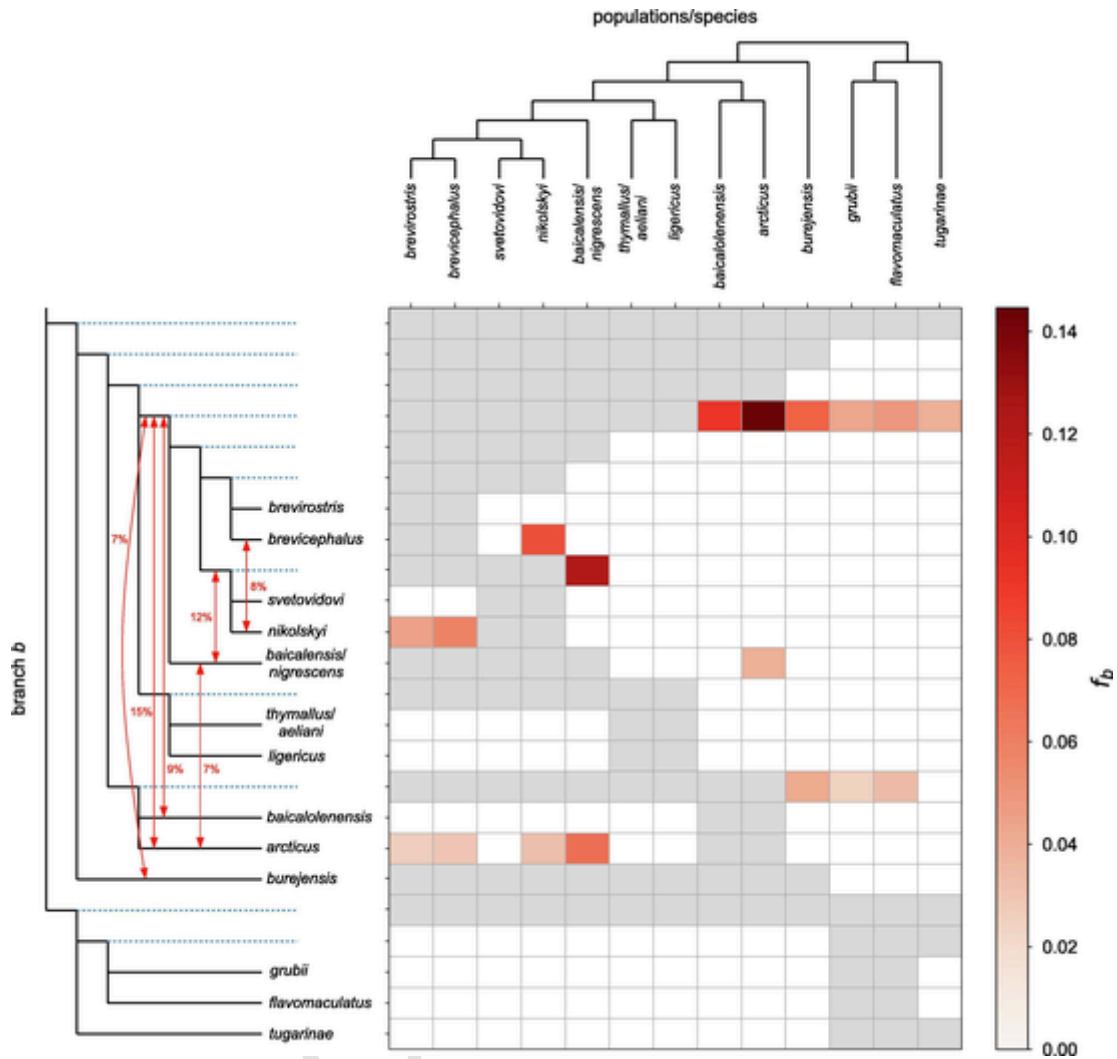 populations/species
brevirostris
brevicephalus
svetovidovi
nikolskyi
baicalensis/
nigrescens
thymallus/
aeliani
ligericus
baicalolenensis
arcticus
burejensis
grubii
flavomaculatus
tugarinae
branch b
brevirostris
brevicephalus
svetovidovi
nikolskyi
baicalensis/
nigrescens
thymallus/
aeliani
ligericus
baicalolenensis
arcticus
burejensis
grubii
flavomaculatus
tugarinae
7%
8%
12%
15%
9%
7%
0.14
0.12
0.10
0.08
0.06
0.04
0.02
0.00
f_b